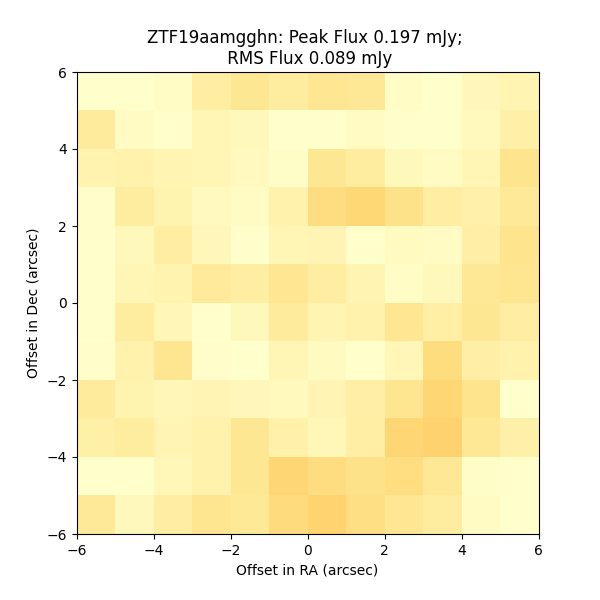 ZTF19aamgghn: Peak Flux 0.197 mJy;
RMS Flux 0.089 mJy
6
4
2
0
−2
−4
−6
Offset in Dec (arcsec)
−6 −4 −2 0 2 4 6
Offset in RA (arcsec)